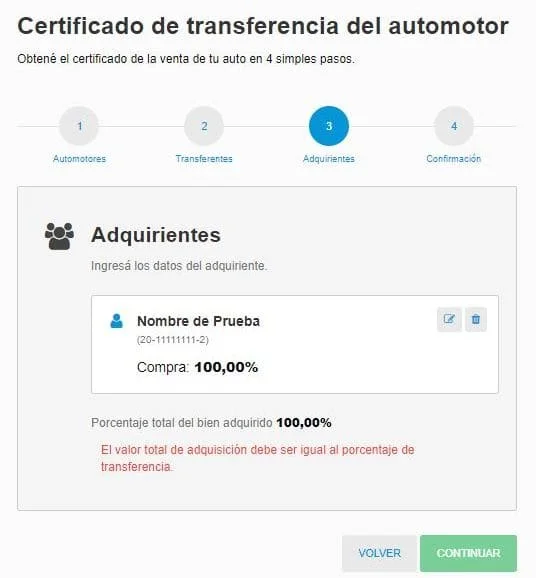 Certificado de transferencia del automotor
Obtené el certificado de la venta de tu auto en 4 simples pasos.
1
2
3
4
Automotores
Transferentes
Adquirientes
Confirmación
Adquirientes
Ingresá los datos del adquiriente.
Nombre de Prueba
(20-11111111-2)
Compra: 100,00%
Porcentaje total del bien adquirido 100,00%
El valor total de adquisición debe ser igual al porcentaje de
transferencia.
VOLVER
CONTINUAR